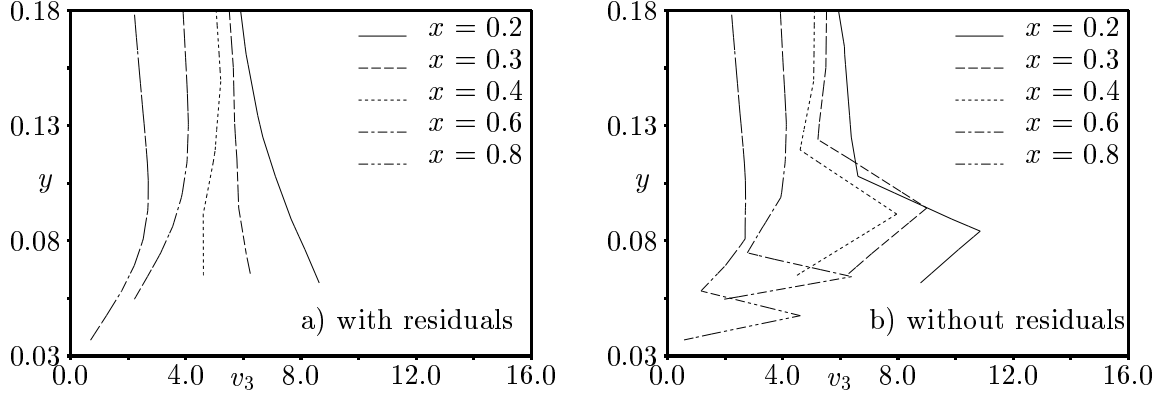 0.18
0.13
y
0.08
0.03
0.0
4.0
v3
8.0
12.0
16.0
x = 0.2
x = 0.3
x = 0.4
x = 0.6
x = 0.8
a) with residuals
0.18
0.13
y
0.08
0.03
0.0
4.0
v3
8.0
12.0
16.0
x = 0.2
x = 0.3
x = 0.4
x = 0.6
x = 0.8
b) without residuals